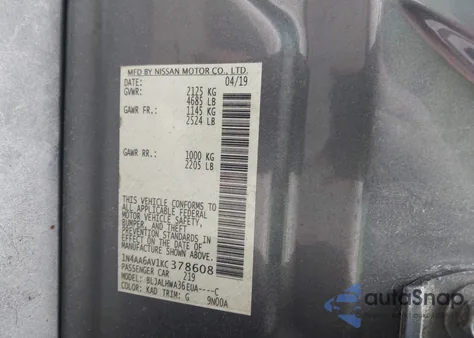 MFD BY NISSAN MOTOR CO., LTD.
04/19
GVWR: 2125 KG
4685 LB
GAWR FR.: 1145 KG
2524 LB
GAWR RR.: 1000 KG
2205 LB
THIS VEHICLE CONFORMS TO
ALL APPLICABLE FEDERAL
MOTOR VEHICLE SAFETY,
BUMPER, AND THEFT
PREVENTION STANDARDS IN
EFFECT ON THE DATE OF
MANUFACTURE SHOWN ABOVE.
1N4AA6AV1KC378608
PASSENGER CAR 219
MODEL: BLJALHWA36EUA----C
COLOR: KAD TRIM: G 9N00A
autoSnap